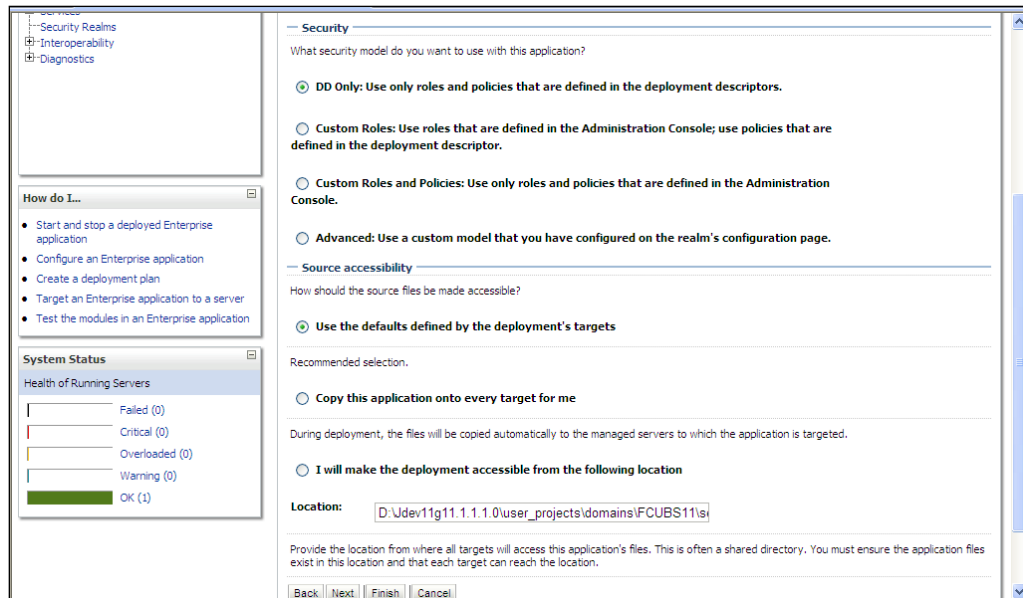 Services
Security Realms
Interoperability
Diagnostics
How do I...
Start and stop a deployed Enterprise
application
Configure an Enterprise application
Create a deployment plan
Target an Enterprise application to a server
Test the modules in an Enterprise application
System Status
Health of Running Servers
Failed (0)
Critical (0)
Overloaded (0)
Warning (0)
OK (1)
Security
What security model do you want to use with this application?
DD Only: Use only roles and policies that are defined in the deployment descriptors.
Custom Roles: Use roles that are defined in the Administration Console; use policies that are
defined in the deployment descriptor.
Custom Roles and Policies: Use only roles and policies that are defined in the Administration
Console.
Advanced: Use a custom model that you have configured on the realm's configuration page.
Source accessibility
How should the source files be made accessible?
Use the defaults defined by the deployment's targets
Recommended selection.
Copy this application onto every target for me
During deployment, the files will be copied automatically to the managed servers to which the application is targeted.
I will make the deployment accessible from the following location
Location: D:\Jdev11g11.1.1.1.0\user_projects\domains\FCUBS11\se
Provide the location from where all targets will access this application's files. This is often a shared directory. You must ensure the application files
exist in this location and that each target can reach the location.
Back Next Finish Cancel